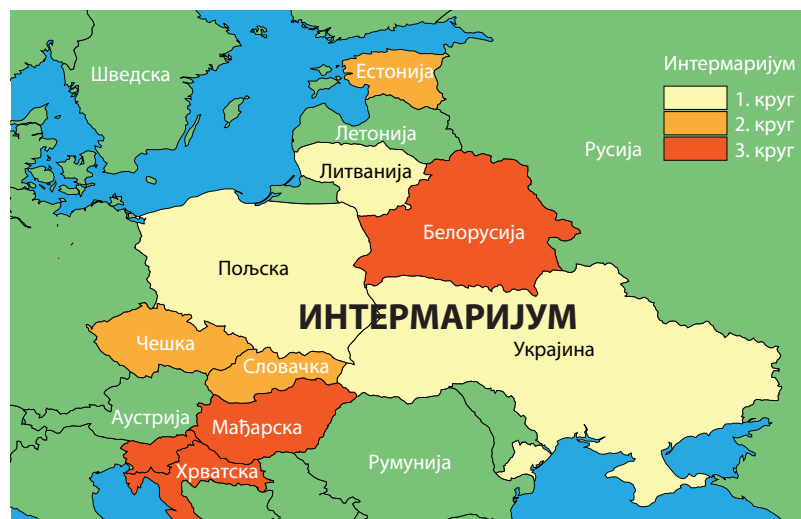 Шведска
Естонија
Интермаријум
1. круг
2. круг
3. круг
Летонија
Русија
Литванија
Белорусија
Пољска
ИНТЕРМАРИЈУМ
Чешка
Украјина
Словачка
Аустрија
Мађарска
Хрватска
Румунија